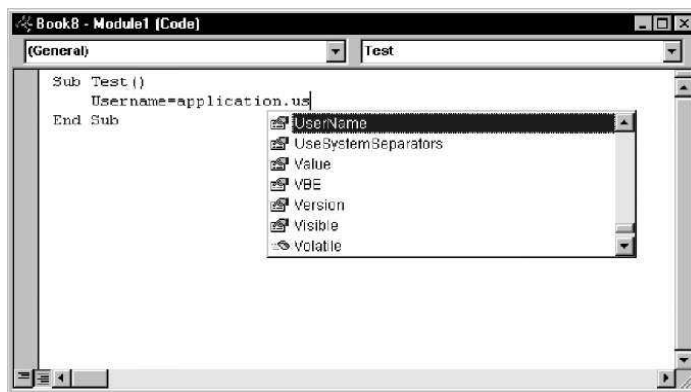 Book8 - Module1 (Code)
(General) Test
Sub Test()
Username=application.us
End Sub
UserName
UseSystemSeparators
Value
VBE
Version
Visible
Volatile